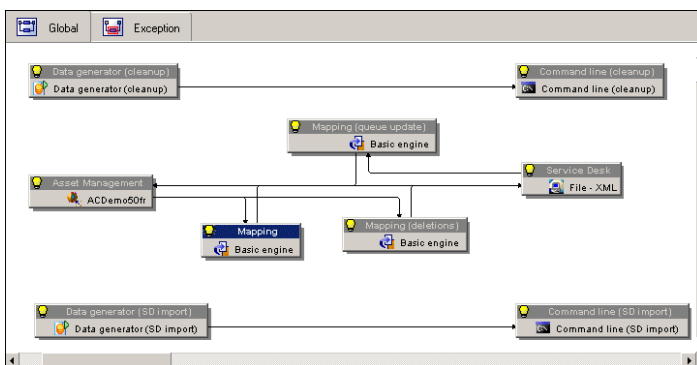 Global
Exception
Data generator (cleanup)
Data generator (cleanup)
Command line (cleanup)
Command line (cleanup)
Mapping (queue update)
Basic engine
Asset Management
ACDemo50fr
Service Desk
File - XML
Mapping
Basic engine
Mapping (deletions)
Basic engine
Data generator (SD import)
Data generator (SD import)
Command line (SD import)
Command line (SD import)